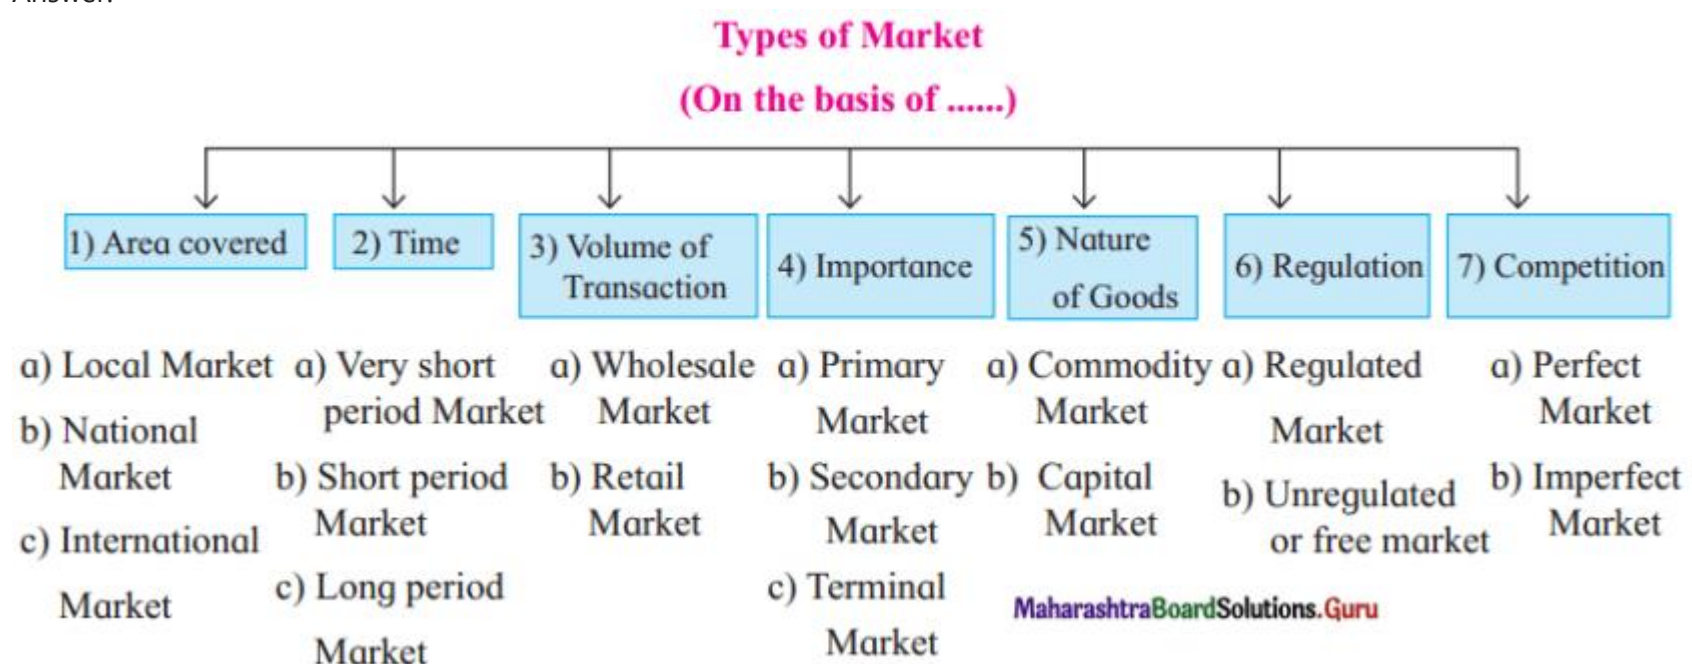 Answer:
Types of Market
(On the basis of ......)
1) Area covered
2) Time
3) Volume of
Transaction
4) Importance
5) Nature
of Goods
6) Regulation
7) Competition
a) Local Market
b) National
Market
c) International
Market
a) Very short
period Market
b) Short period
Market
c) Long period
Market
a) Wholesale
Market
b) Retail
Market
a) Primary
Market
b) Secondary
Market
c) Terminal
Market
a) Commodity
Market
b) Capital
Market
a) Regulated
Market
b) Unregulated
or free market
a) Perfect
Market
b) Imperfect
Market
MaharashtraBoardSolutions.Guru